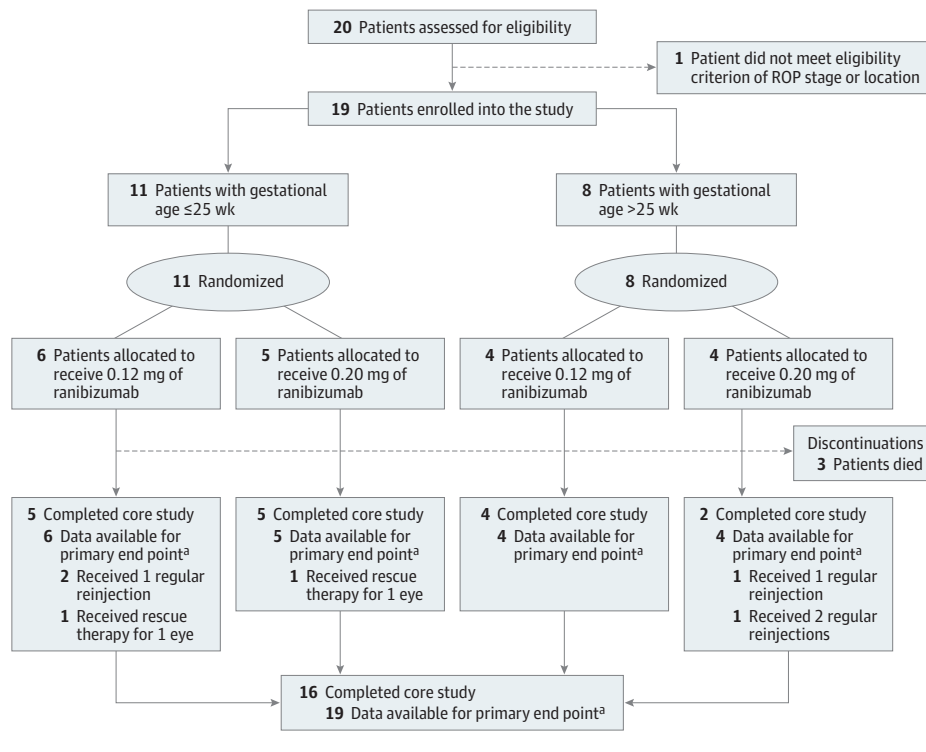 20 Patients assessed for eligibility
1 Patient did not meet eligibility
criterion of ROP stage or location
19 Patients enrolled into the study
11 Patients with gestational
age ≤25 wk
8 Patients with gestational
age >25 wk
11 Randomized
8 Randomized
6 Patients allocated to
receive 0.12 mg of
ranibizumab
5 Patients allocated to
receive 0.20 mg of
ranibizumab
4 Patients allocated to
receive 0.12 mg of
ranibizumab
4 Patients allocated to
receive 0.20 mg of
ranibizumab
Discontinuations
3 Patients died
5 Completed core study
6 Data available for
primary end pointᵃ
2 Received 1 regular
reinjection
1 Received rescue
therapy for 1 eye
5 Completed core study
5 Data available for
primary end pointᵃ
1 Received rescue
therapy for 1 eye
4 Completed core study
4 Data available for
primary end pointᵃ
2 Completed core study
4 Data available for
primary end pointᵃ
1 Received 1 regular
reinjection
1 Received 2 regular
reinjections
16 Completed core study
19 Data available for primary end pointᵃ